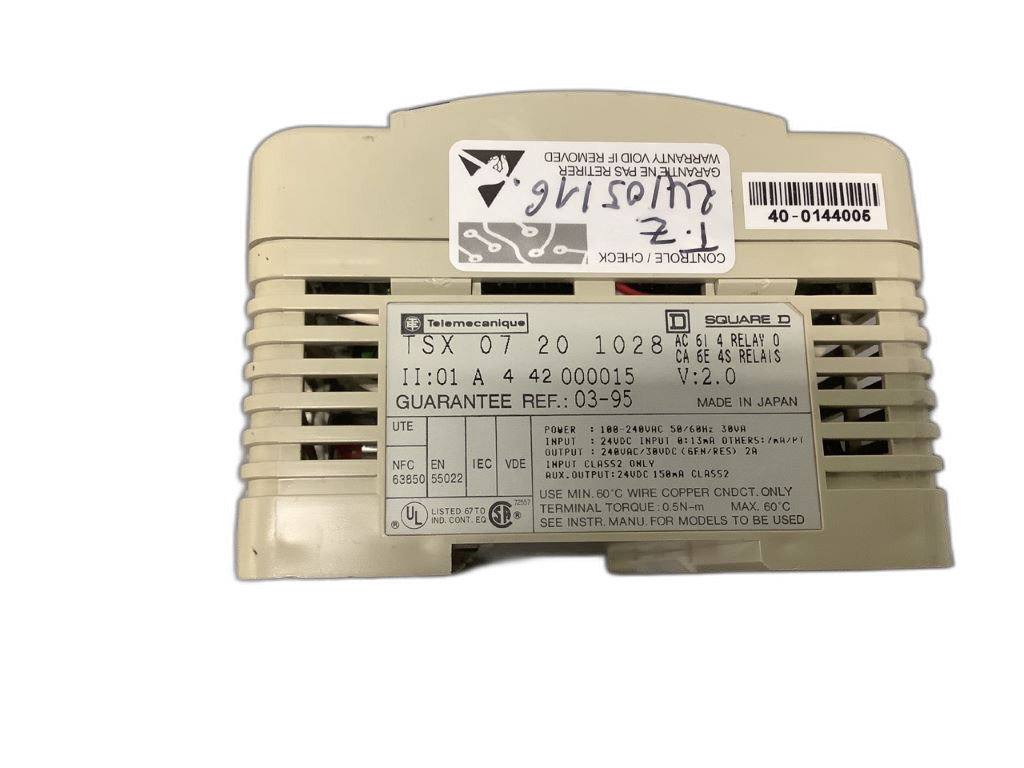 CONTROLE / CHECK
T.Z
24/05/16.
GARANTIE NE PAS RETIRER
WARRANTY VOID IF REMOVED
40-0144006
Telemecanique
SQUARE D
TSX 07 20 1028
AC 6I 4 RELAY O
CA 6E 4S RELAIS
II:01 A 4 42 000015 V:2.0
GUARANTEE REF.: 03-95 MADE IN JAPAN
UTE
NFC 63850
EN 55022
IEC
VDE
POWER : 100-240VAC 50/60Hz 30VA
INPUT : 24VDC INPUT 0:13mA OTHERS:7mA/PT
OUTPUT : 240VAC/30VDC (GEN/RES) 2A
INPUT CLASS2 ONLY
AUX.OUTPUT:24VDC 150mA CLASS2
USE MIN. 60°C WIRE COPPER CNDCT. ONLY
TERMINAL TORQUE : 0.5N-m MAX. 60°C
SEE INSTR. MANU. FOR MODELS TO BE USED
UL ®
LISTED 67TO
IND. CONT. EQ
72557
SA ®